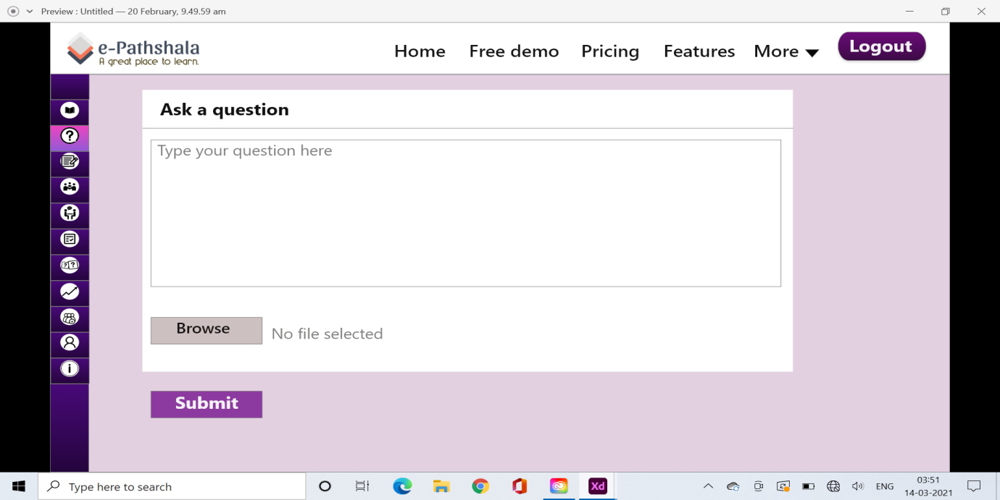 Preview : Untitled — 20 February, 9.49.59 am
e-Pathshala
A great place to learn.
Home Free demo Pricing Features More Logout
Ask a question
Type your question here
Browse No file selected
Submit
Type here to search
Xd
ENG
03:51
14-03-2021